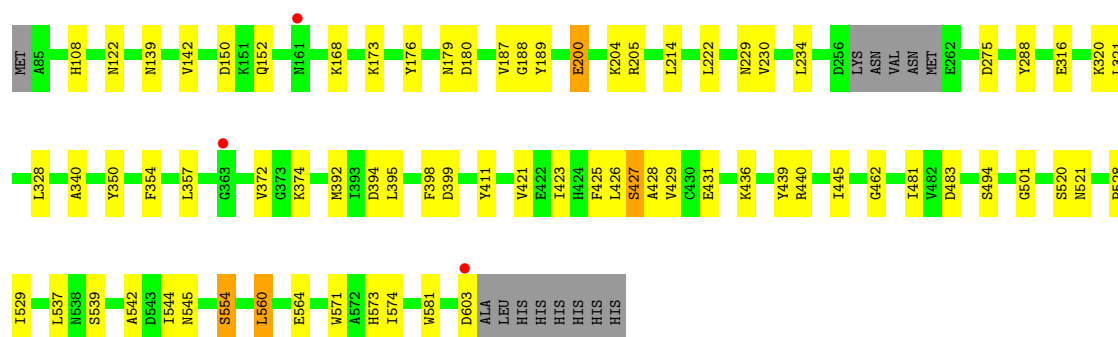 MET A85 H108 N122 N139 V142 D150 K151 Q152 N161 K168 K173 Y176 N179 D180 V187 G188 Y189 E200 K204 R205 L214 L222 N229 V230 L234 D256 LYS ASN VAL ASN MET E262 D275 Y288 E316 K320
L328 A340 Y350 F354 L357 G363 V372 G373 K374 M392 I393 D394 L395 F398 D399 Y411 V421 E422 I423 H424 F425 L426 S427 A428 V429 C430 E431 K436 Y439 R440 I445 G462 I481 V482 D483 S494 G501 S520 N521
I529 L537 N538 S539 A542 D543 I544 N545 S554 L560 E564 W571 A572 H573 I574 W581 D603 ALA LEU HIS HIS HIS HIS HIS HIS